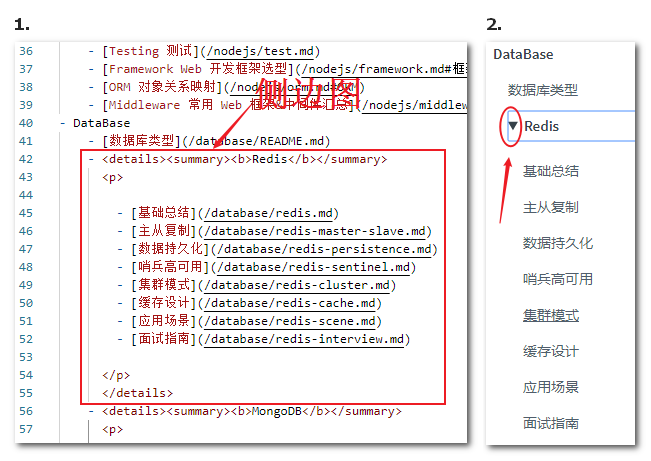 1.
36 - [Testing 测试](/nodejs/test.md)
37 - [Framework Web 开发框架选型](/nodejs/framework.md#框
38 - [ORM 对象关系映射](/nodejs/orm.md#ORM)
39 - [Middleware 常用 Web 框架&中间件汇总](/nodejs/middlew
侧边图
40 - DataBase
41 - [数据库类型](/database/README.md)
42 - <details><summary><b>Redis</b></summary>
43 <p>
44
45 - [基础总结](/database/redis.md)
46 - [主从复制](/database/redis-master-slave.md)
47 - [数据持久化](/database/redis-persistence.md)
48 - [哨兵高可用](/database/redis-sentinel.md)
49 - [集群模式](/database/redis-cluster.md)
50 - [缓存设计](/database/redis-cache.md)
51 - [应用场景](/database/redis-scene.md)
52 - [面试指南](/database/redis-interview.md)
53
54 </p>
55 </details>
56 - <details><summary><b>MongoDB</b></summary>
57 <p>
2.
DataBase
数据库类型
▼ Redis
基础总结
主从复制
数据持久化
哨兵高可用
集群模式
缓存设计
应用场景
面试指南